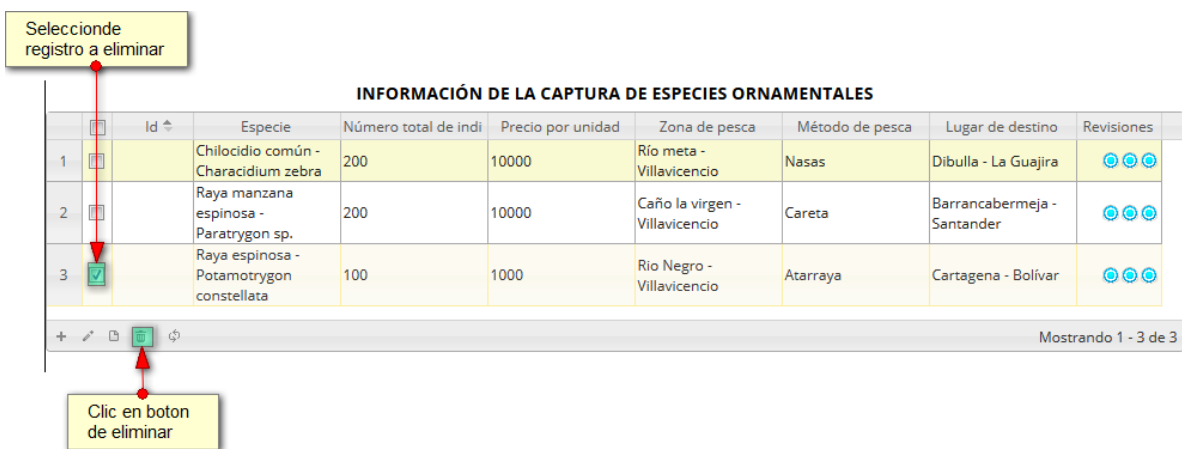 Seleccionde
registro a eliminar
INFORMACIÓN DE LA CAPTURA DE ESPECIES ORNAMENTALES
Id Especie Número total de indi Precio por unidad Zona de pesca Método de pesca Lugar de destino Revisiones
1 Chilocidio común - Characidium zebra 200 10000 Río meta - Villavicencio Nasas Dibulla - La Guajira
2 Raya manzana espinosa - Paratrygon sp. 200 10000 Caño la virgen - Villavicencio Careta Barrancabermeja - Santander
3 Raya espinosa - Potamotrygon constellata 100 1000 Rio Negro - Villavicencio Atarraya Cartagena - Bolívar
Mostrando 1 - 3 de 3
Clic en boton
de eliminar